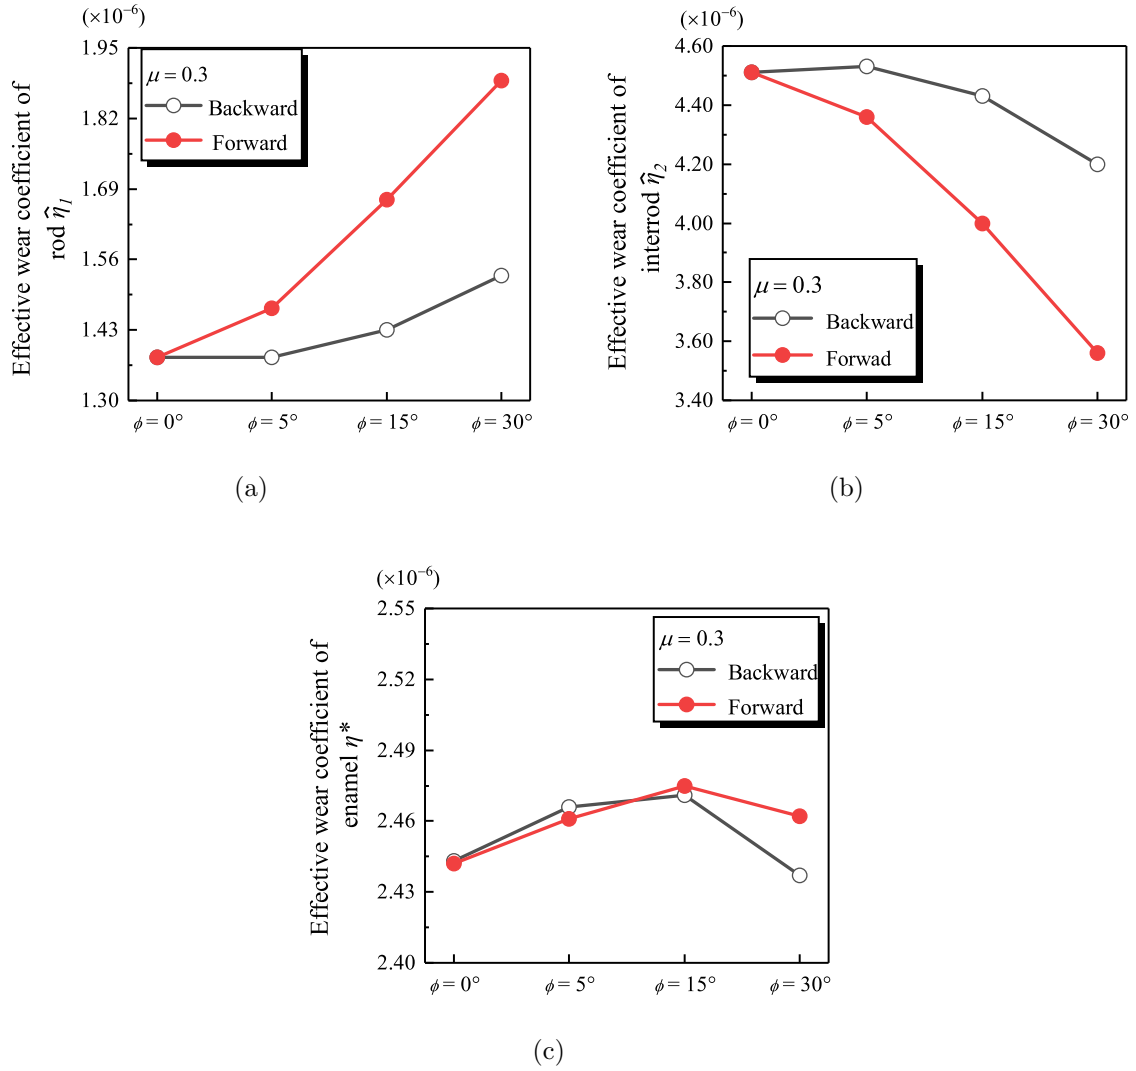 (×10⁻⁶)
Effective wear coefficient of
rod η̂₁
1.95
1.82
1.69
1.56
1.43
1.30
μ = 0.3
Backward
Forward
ϕ = 0° ϕ = 5° ϕ = 15° ϕ = 30°
(a)
(×10⁻⁶)
Effective wear coefficient of
interrod η̂₂
4.60
4.40
4.20
4.00
3.80
3.60
3.40
μ = 0.3
Backward
Forwad
ϕ = 0° ϕ = 5° ϕ = 15° ϕ = 30°
(b)
(×10⁻⁶)
Effective wear coefficient of
enamel η*
2.55
2.52
2.49
2.46
2.43
2.40
μ = 0.3
Backward
Forward
ϕ = 0° ϕ = 5° ϕ = 15° ϕ = 30°
(c)